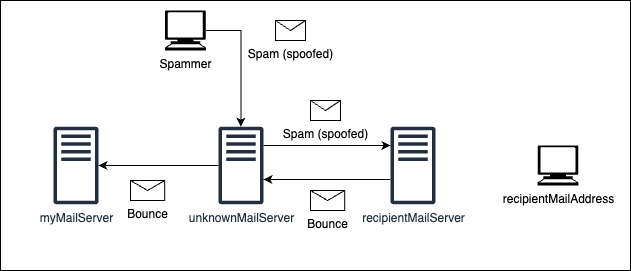 Spam (spoofed)
Spammer
Spam (spoofed)
recipientMailAddress
Bounce
myMailServer
unknownMailServer
Bounce
recipientMailServer